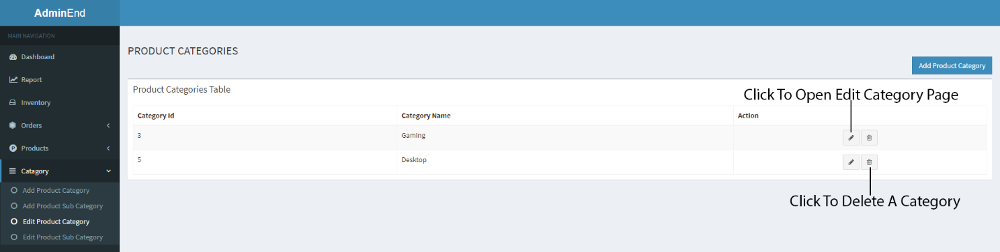 AdminEnd
MAIN NAVIGATION
Dashboard
Report
Inventory
Orders
Products
Catagory
Add Product Category
Add Product Sub Category
Edit Product Category
Edit Product Sub Category
PRODUCT CATEGORIES
Add Product Category
Product Categories Table
Click To Open Edit Category Page
Category Id Category Name Action
3 Gaming
5 Desktop
Click To Delete A Category